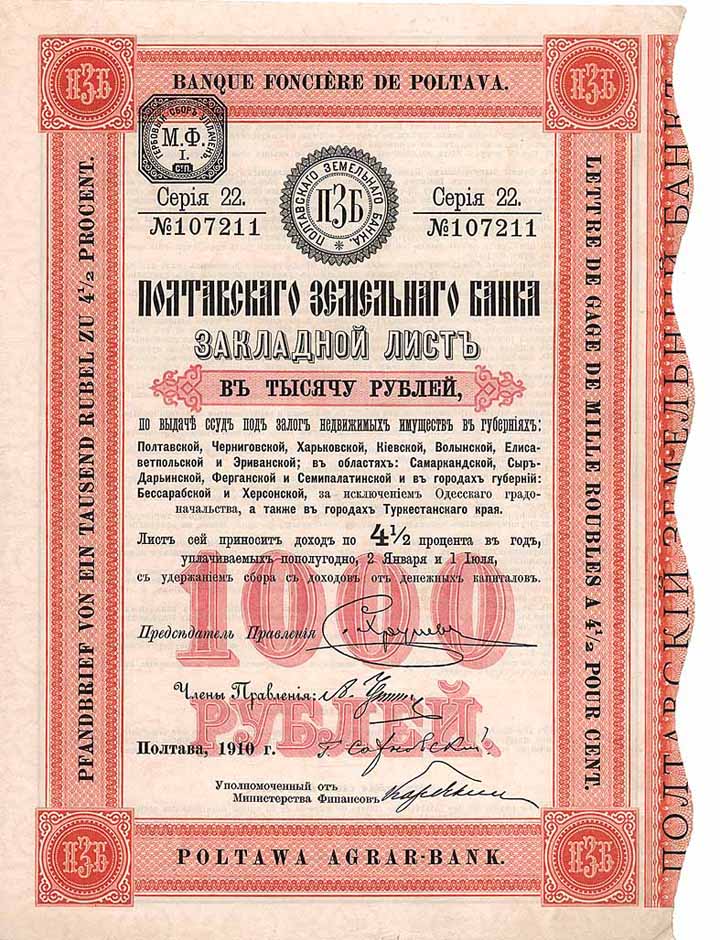 BANQUE FONCIÈRE DE POLTAVA.
ПЗБ
ПЗБ
ГЕРБОВЫЙ СБОРЪ УПЛАЧЕНЪ.
М.Ф.
I.
СТП.
Серія 22.
№107211
ПОЛТАВСКАГО ЗЕМЕЛЬНАГО БАНКА.
ПЗБ
Серія 22.
№107211
ПОЛТАВСКАГО ЗЕМЕЛЬНАГО БАНКА
ЗАКЛАДНОЙ ЛИСТЪ
ВЪ ТЫСЯЧУ РУБЛЕЙ,
по выдачѣ ссудъ подъ залогъ недвижимыхъ имуществъ въ губерніяхъ:
Полтавской, Черниговской, Харьковской, Кіевской, Волынской, Елиса-
ветпольской и Эриванской; въ областяхъ: Самаркандской, Сыръ-
Дарьинской, Ферганской и Семипалатинской и въ городахъ губерній:
Бессарабской и Херсонской, за исключеніемъ Одесскаго градо-
начальства, а также въ городахъ Туркестанскаго края.
Листъ сей приноситъ доходъ по 4½ процента въ годъ,
уплачиваемыхъ пополугодно, 2 Января и 1 Іюля,
съ удержаніемъ сбора съ доходовъ отъ денежныхъ капиталовъ.
1000
РУБЛЕЙ.
Предсѣдатель Правленія
Члены Правленія:
Полтава, 1910 г.
Уполномоченный отъ
Министерства Финансовъ
PFANDBRIEF VON EIN TAUSEND RUBEL ZU 4½ PROCENT.
LETTRE DE GAGE DE MILLE ROUBLES A 4½ POUR CENT.
ПОЛТАВСКІЙ ЗЕМЕЛЬНЫЙ БАНКЪ
ПЗБ
ПЗБ
POLTAWA AGRAR-BANK.